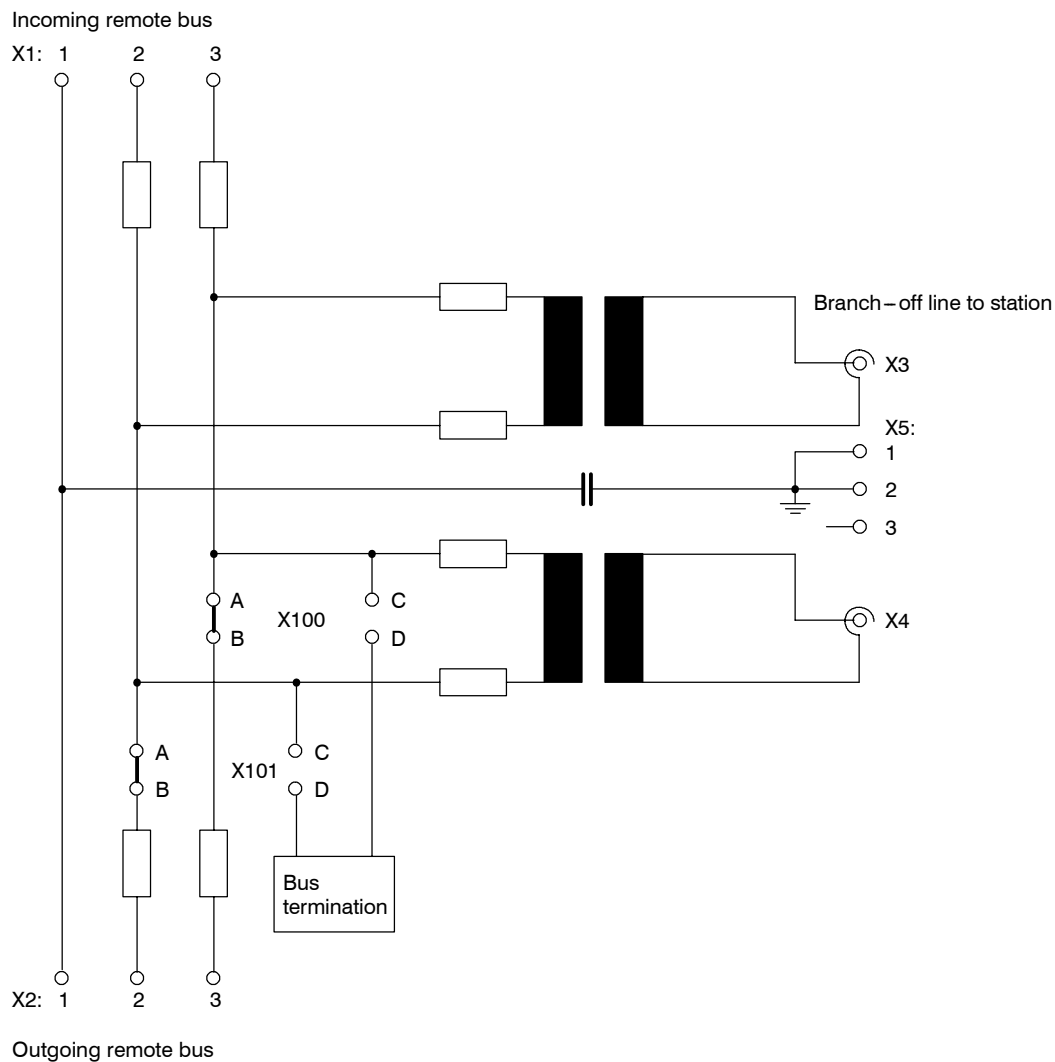 Incoming remote bus
X1: 1 2 3
Branch–off line to station
X3
X5:
1
2
3
A
X100
C
B
D
X4
A
X101
C
B
D
Bus
termination
X2: 1 2 3
Outgoing remote bus